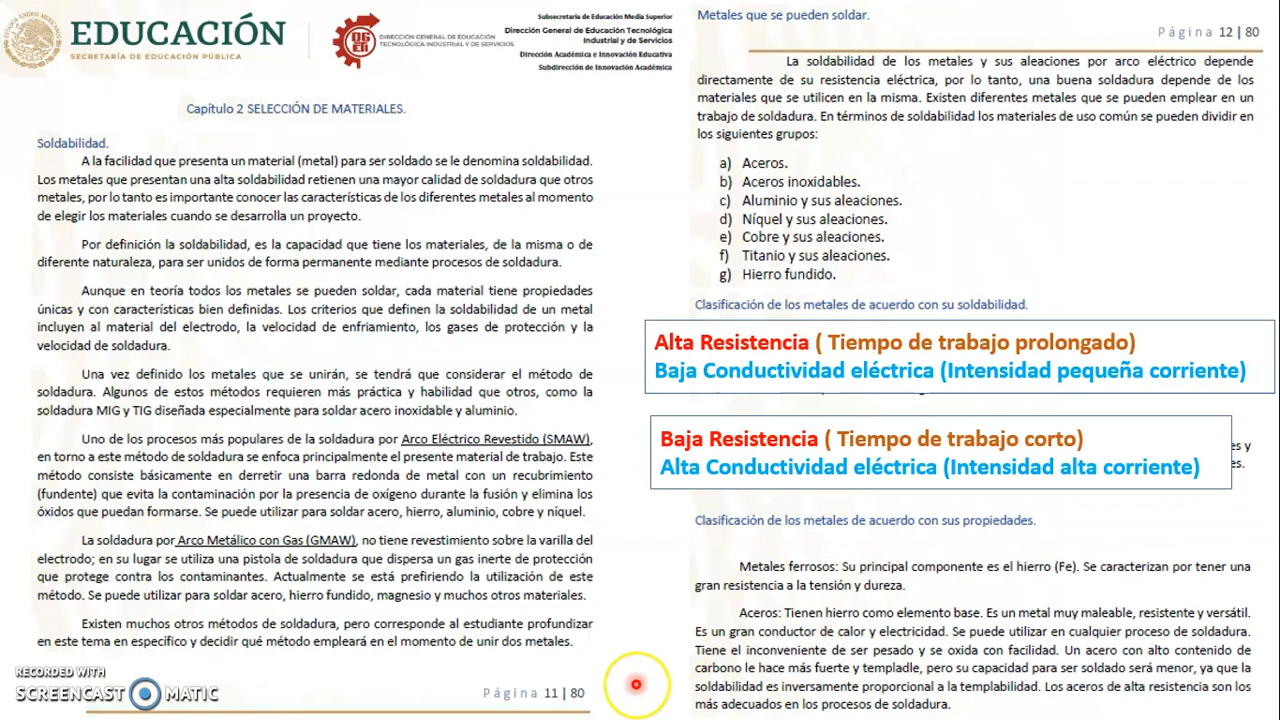 EDUCACIÓN
SECRETARÍA DE EDUCACIÓN PÚBLICA
DIRECCIÓN GENERAL DE EDUCACIÓN
TECNOLÓGICA INDUSTRIAL Y DE SERVICIOS
Subsecretaría de Educación Media Superior
Dirección General de Educación Tecnológica
Industrial y de Servicios
Dirección Académica e Innovación Educativa
Subdirección de Innovación Académica
Capítulo 2 SELECCIÓN DE MATERIALES.
Soldabilidad.
A la facilidad que presenta un material (metal) para ser soldado se le denomina soldabilidad.
Los metales que presentan una alta soldabilidad retienen una mayor calidad de soldadura que otros
metales, por lo tanto es importante conocer las características de los diferentes metales al momento
de elegir los materiales cuando se desarrolla un proyecto.
Por definición la soldabilidad, es la capacidad que tiene los materiales, de la misma o de
diferente naturaleza, para ser unidos de forma permanente mediante procesos de soldadura.
Aunque en teoría todos los metales se pueden soldar, cada material tiene propiedades
únicas y con características bien definidas. Los criterios que definen la soldabilidad de un metal
incluyen al material del electrodo, la velocidad de enfriamiento, los gases de protección y la
velocidad de soldadura.
Una vez definido los metales que se unirán, se tendrá que considerar el método de
soldadura. Algunos de estos métodos requieren más práctica y habilidad que otros, como la
soldadura MIG y TIG diseñada especialmente para soldar acero inoxidable y aluminio.
Uno de los procesos más populares de la soldadura por Arco Eléctrico Revestido (SMAW),
en torno a este método de soldadura se enfoca principalmente el presente material de trabajo. Este
método consiste básicamente en derretir una barra redonda de metal con un recubrimiento
(fundente) que evita la contaminación por la presencia de oxígeno durante la fusión y elimina los
óxidos que puedan formarse. Se puede utilizar para soldar acero, hierro, aluminio, cobre y níquel.
La soldadura por Arco Metálico con Gas (GMAW), no tiene revestimiento sobre la varilla del
electrodo; en su lugar se utiliza una pistola de soldadura que dispersa un gas inerte de protección
que protege contra los contaminantes. Actualmente se está prefiriendo la utilización de este
método. Se puede utilizar para soldar acero, hierro fundido, magnesio y muchos otros materiales.
Existen muchos otros métodos de soldadura, pero corresponde al estudiante profundizar
en este tema en específico y decidir qué método empleará en el momento de unir dos metales.
RECORDED WITH
SCREENCAST MATIC
Página 11 | 80
Metales que se pueden soldar.
Página 12 | 80
La soldabilidad de los metales y sus aleaciones por arco eléctrico depende
directamente de su resistencia eléctrica, por lo tanto, una buena soldadura depende de los
materiales que se utilicen en la misma. Existen diferentes metales que se pueden emplear en un
trabajo de soldadura. En términos de soldabilidad los materiales de uso común se pueden dividir en
los siguientes grupos:
a) Aceros.
b) Aceros inoxidables.
c) Aluminio y sus aleaciones.
d) Níquel y sus aleaciones.
e) Cobre y sus aleaciones.
f) Titanio y sus aleaciones.
g) Hierro fundido.
Clasificación de los metales de acuerdo con su soldabilidad.
Alta Resistencia ( Tiempo de trabajo prolongado)
Baja Conductividad eléctrica (Intensidad pequeña corriente)
Baja Resistencia ( Tiempo de trabajo corto)
Alta Conductividad eléctrica (Intensidad alta corriente)
Clasificación de los metales de acuerdo con sus propiedades.
Metales ferrosos: Su principal componente es el hierro (Fe). Se caracterizan por tener una
gran resistencia a la tensión y dureza.
Aceros: Tienen hierro como elemento base. Es un metal muy maleable, resistente y versátil.
Es un gran conductor de calor y electricidad. Se puede utilizar en cualquier proceso de soldadura.
Tiene el inconveniente de ser pesado y se oxida con facilidad. Un acero con alto contenido de
carbono le hace más fuerte y templadle, pero su capacidad para ser soldado será menor, ya que la
soldabilidad es inversamente proporcional a la templabilidad. Los aceros de alta resistencia son los
más adecuados en los procesos de soldadura.